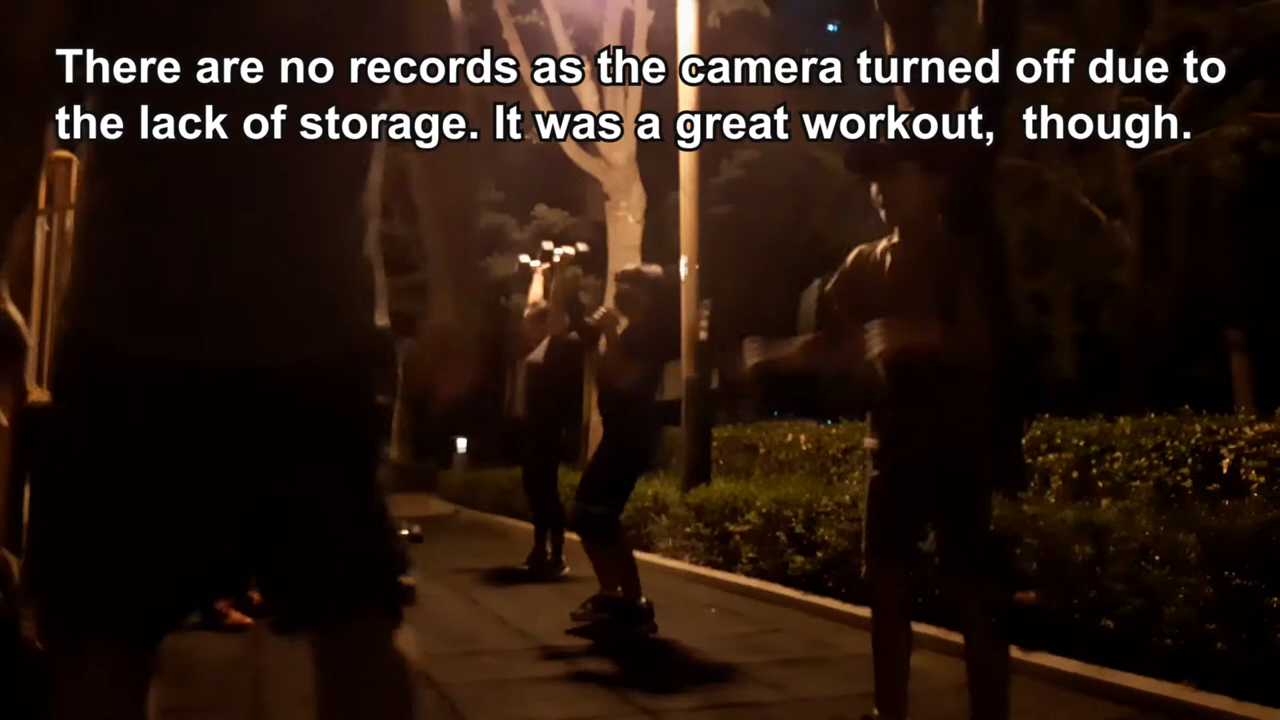 There are no records as the camera turned off due to
the lack of storage. It was a great workout,  though.